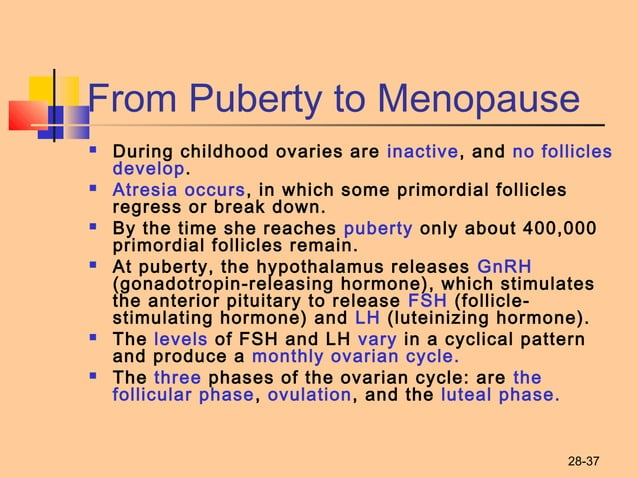 From Puberty to Menopause
During childhood ovaries are inactive, and no follicles
develop.
Atresia occurs, in which some primordial follicles
regress or break down.
By the time she reaches puberty only about 400,000
primordial follicles remain.
At puberty, the hypothalamus releases GnRH
(gonadotropin-releasing hormone), which stimulates
the anterior pituitary to release FSH (follicle-
stimulating hormone) and LH (luteinizing hormone).
The levels of FSH and LH vary in a cyclical pattern
and produce a monthly ovarian cycle.
The three phases of the ovarian cycle: are the
follicular phase, ovulation, and the luteal phase.
28-37